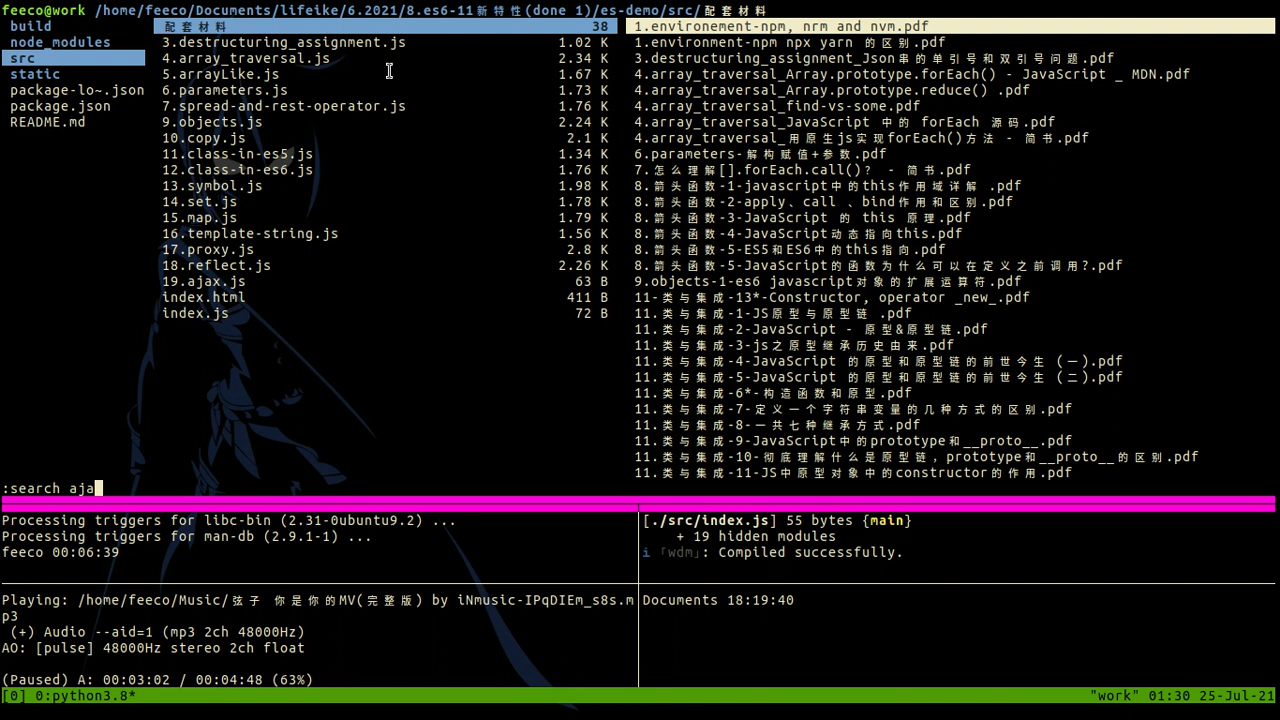 feeco@work /home/feeco/Documents/lifeike/6.2021/8.es6-11新特性(done 1)/es-demo/src/配套材料
build
node_modules
src
static
package-lo~.json
package.json
README.md
配套材料 38
3.destructuring_assignment.js 1.02 K
4.array_traversal.js 2.34 K
5.arrayLike.js 1.67 K
6.parameters.js 1.73 K
7.spread-and-rest-operator.js 1.76 K
9.objects.js 2.24 K
10.copy.js 2.1 K
11.class-in-es5.js 1.34 K
12.class-in-es6.js 1.76 K
13.symbol.js 1.98 K
14.set.js 1.78 K
15.map.js 1.79 K
16.template-string.js 1.56 K
17.proxy.js 2.8 K
18.reflect.js 2.26 K
19.ajax.js 63 B
index.html 411 B
index.js 72 B
1.environement-npm, nrm and nvm.pdf
1.environment-npm npx yarn 的区别.pdf
3.destructuring_assignment_Json串的单引号和双引号问题.pdf
4.array_traversal_Array.prototype.forEach() - JavaScript _ MDN.pdf
4.array_traversal_Array.prototype.reduce() .pdf
4.array_traversal_find-vs-some.pdf
4.array_traversal_JavaScript 中的 forEach 源码.pdf
4.array_traversal_用原生js实现forEach()方法 - 简书.pdf
6.parameters-解构赋值+参数.pdf
7.怎么理解[].forEach.call()? - 简书.pdf
8.箭头函数-1-javascript中的this作用域详解 .pdf
8.箭头函数-2-apply、call 、bind作用和区别.pdf
8.箭头函数-3-JavaScript 的 this 原理.pdf
8.箭头函数-4-JavaScript动态指向this.pdf
8.箭头函数-5-ES5和ES6中的this指向.pdf
8.箭头函数-5-JavaScript的函数为什么可以在定义之前调用?.pdf
9.objects-1-es6 javascript对象的扩展运算符.pdf
11-类与集成-13*-Constructor, operator _new_.pdf
11.类与集成-1-JS原型与原型链 .pdf
11.类与集成-2-JavaScript - 原型&原型链.pdf
11.类与集成-3-js之原型继承历史由来.pdf
11.类与集成-4-JavaScript 的原型和原型链的前世今生 (一).pdf
11.类与集成-5-JavaScript 的原型和原型链的前世今生 (二).pdf
11.类与集成-6*-构造函数和原型.pdf
11.类与集成-7-定义一个字符串变量的几种方式的区别.pdf
11.类与集成-8-一共七种继承方式.pdf
11.类与集成-9-JavaScript中的prototype和__proto__.pdf
11.类与集成-10-彻底理解什么是原型链,prototype和__proto__的区别.pdf
11.类与集成-11-JS中原型对象中的constructor的作用.pdf
:search aja
Processing triggers for libc-bin (2.31-0ubuntu9.2) ...
Processing triggers for man-db (2.9.1-1) ...
feeco 00:06:39
[./src/index.js] 55 bytes {main}
+ 19 hidden modules
i ｢wdm｣: Compiled successfully.
Playing: /home/feeco/Music/弦子 你是你的MV(完整版) by iNmusic-IPqDIEm_s8s.m
p3
(+) Audio --aid=1 (mp3 2ch 48000Hz)
AO: [pulse] 48000Hz stereo 2ch float
(Paused) A: 00:03:02 / 00:04:48 (63%)
Documents 18:19:40
[0] 0:python3.8* "work" 01:30 25-Jul-21